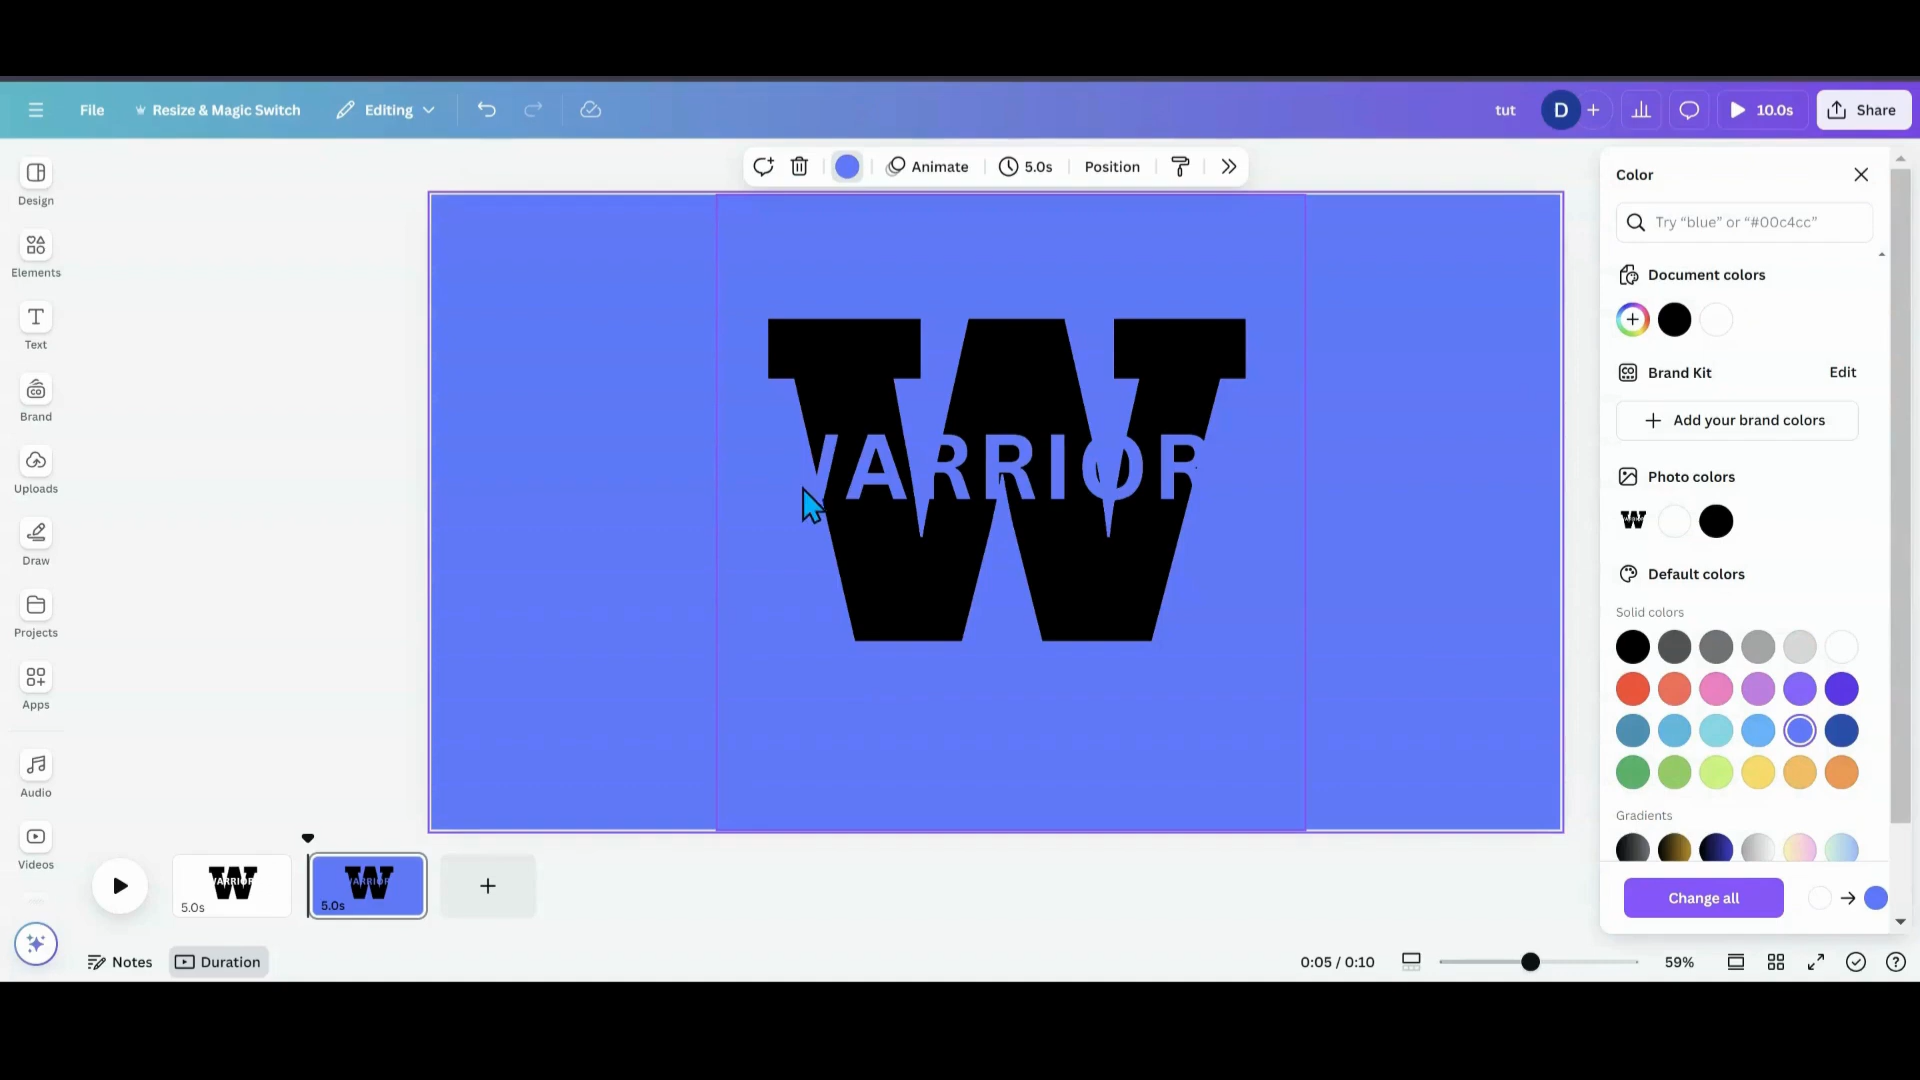 File
Resize & Magic Switch
Editing
tut
D
10.0s
Share
Animate
5.0s
Position
Design
Elements
Text
Brand
Uploads
Draw
Projects
Apps
Audio
Videos
W
WARRIOR
Color
Try “blue” or “#00c4cc”
Document colors
Brand Kit
Edit
Add your brand colors
Photo colors
Default colors
Solid colors
Gradients
Change all
W
WARRIOR
5.0s
W
WARRIOR
5.0s
Notes
Duration
0:05 / 0:10
59%